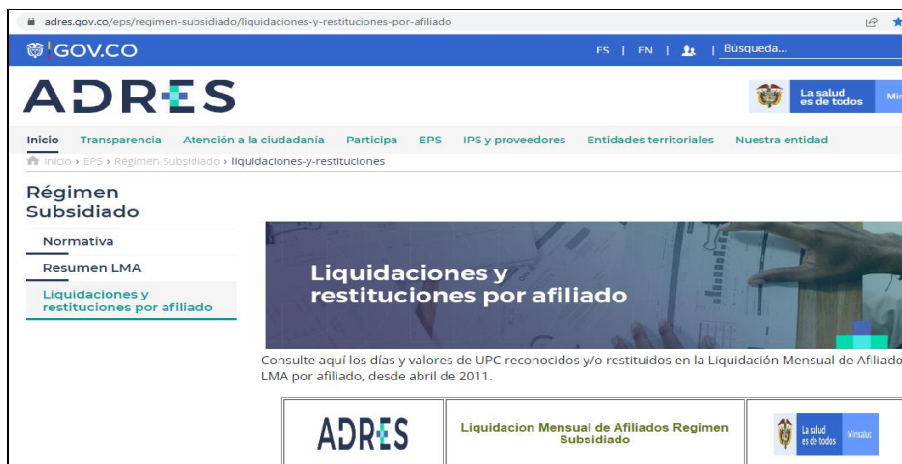 adres.gov.co/eps/regimen-subsidiado/liquidaciones-y-restituciones-por-afiliado
GOV.CO
ES | EN | | Búsqueda...
ADRES
La salud
es de todos
Min
Inicio Transparencia Atención a la ciudadanía Participa EPS IPS y proveedores Entidades territoriales Nuestra entidad
Inicio › EPS › Régimen Subsidiado › liquidaciones-y-restituciones
Régimen
Subsidiado
Normativa
Resumen LMA
Liquidaciones y
restituciones por afiliado
Liquidaciones y
restituciones por afiliado
Consulte aquí los días y valores de UPC reconocidos y/o restituidos en la Liquidación Mensual de Afiliado
LMA por afiliado, desde abril de 2011.
ADRES
Liquidacion Mensual de Afiliados Regimen
Subsidiado
La salud
es de todos
Minsalud